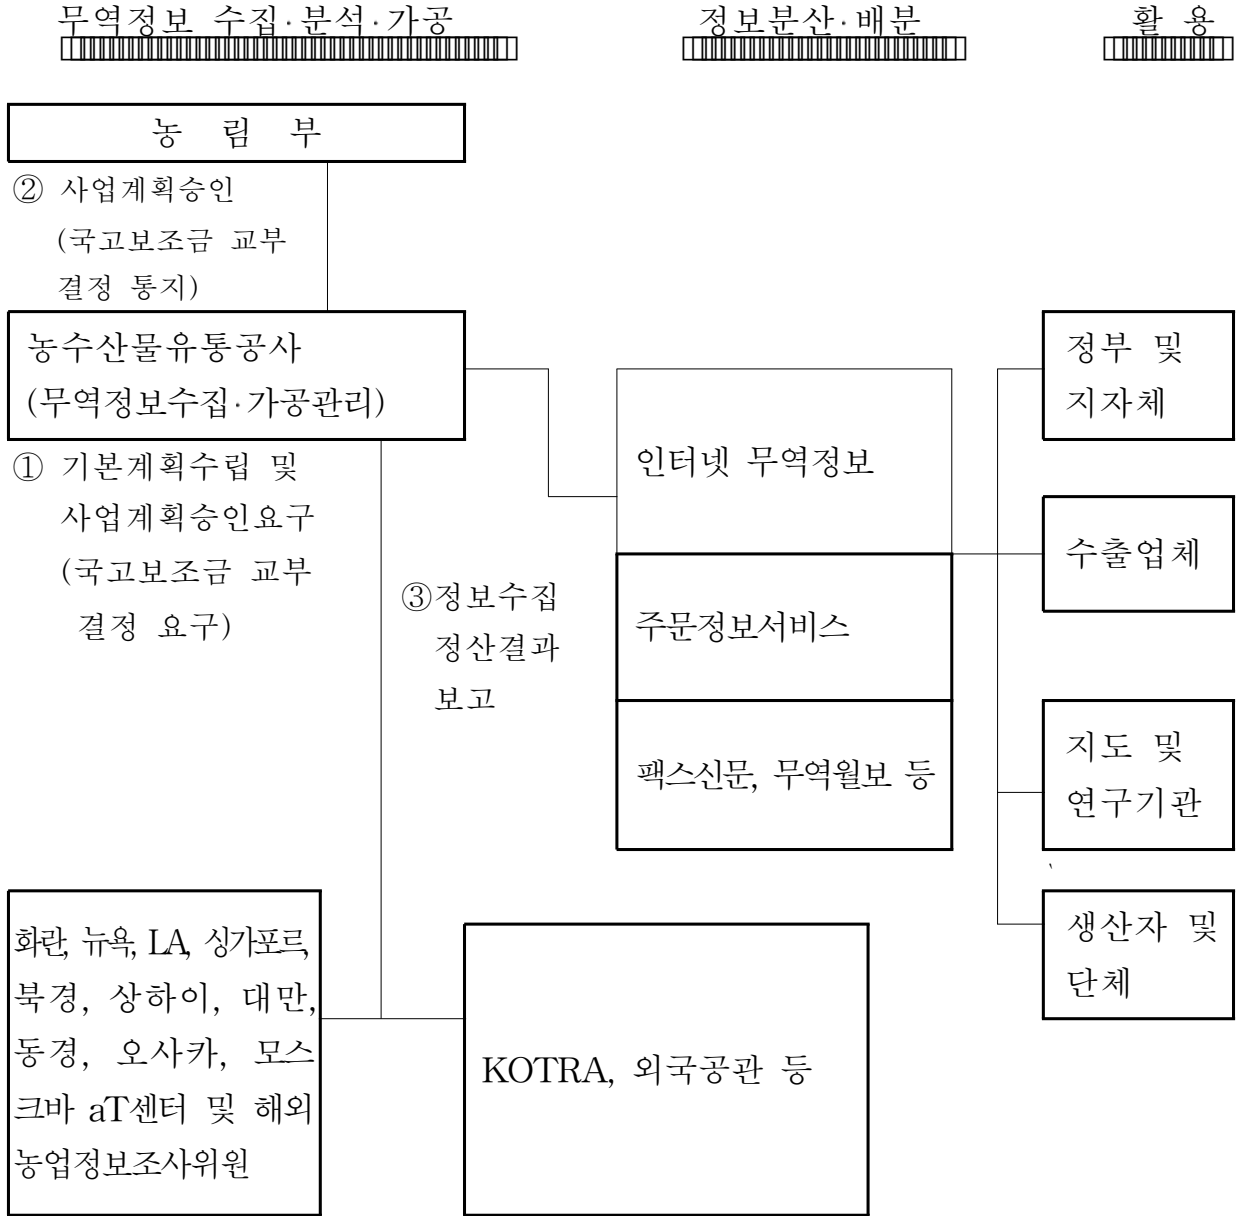 무역정보 수집·분석·가공
정보분산·배분
활 용
농 림 부
② 사업계획승인
(국고보조금 교부
결정 통지)
농수산물유통공사
(무역정보수집·가공관리)
① 기본계획수립 및
사업계획승인요구
(국고보조금 교부
결정 요구)
③정보수집
정산결과
보고
인터넷 무역정보
주문정보서비스
팩스신문, 무역월보 등
정부 및
지자체
수출업체
지도 및
연구기관
생산자 및
단체
화란, 뉴욕, LA, 싱가포르,
북경, 상하이, 대만,
동경, 오사카, 모스
크바 aT센터 및 해외
농업정보조사위원
KOTRA, 외국공관 등